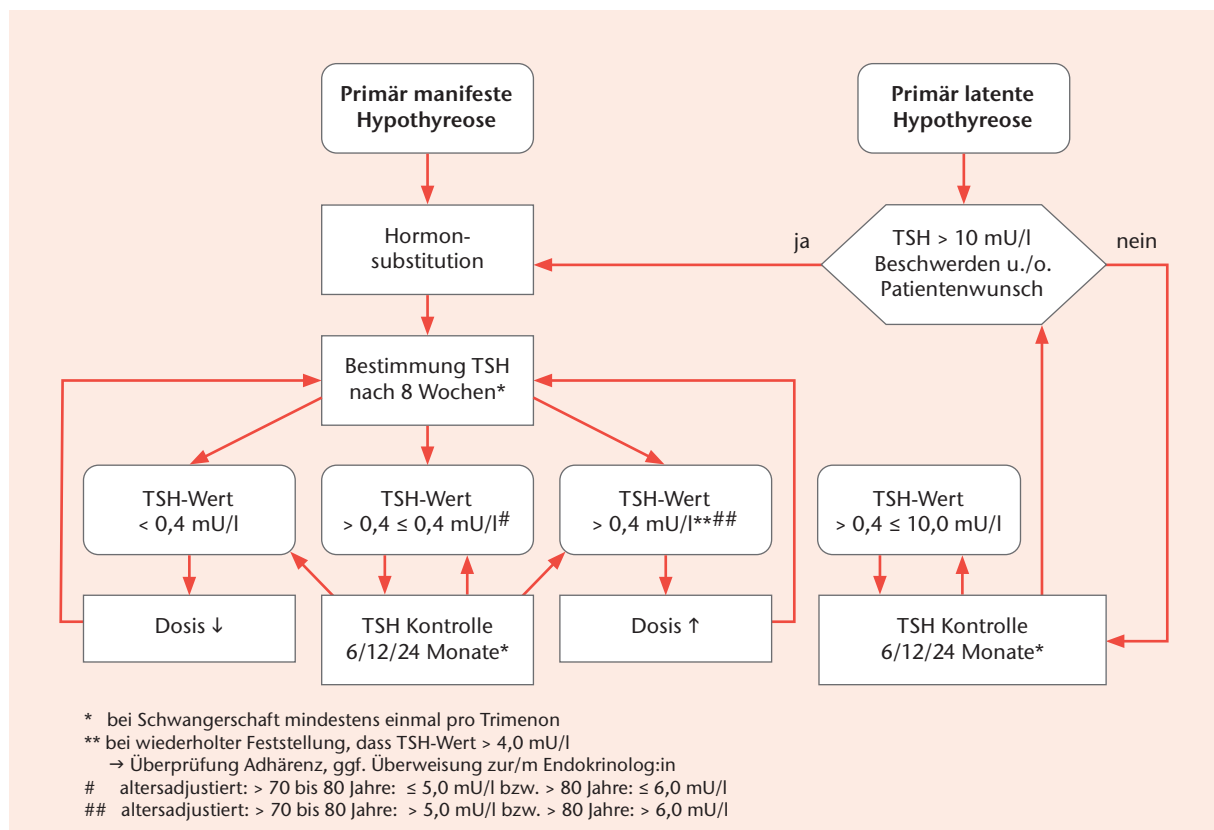 Primär manifeste
Hypothyreose
Primär latente
Hypothyreose
Hormon-
substitution
ja
TSH > 10 mU/l
Beschwerden u./o.
Patientenwunsch
nein
Bestimmung TSH
nach 8 Wochen*
TSH-Wert
< 0,4 mU/l
TSH-Wert
> 0,4 ≤ 0,4 mU/l#
TSH-Wert
> 0,4 mU/l**##
TSH-Wert
> 0,4 ≤ 10,0 mU/l
Dosis ↓
TSH Kontrolle
6/12/24 Monate*
Dosis ↑
TSH Kontrolle
6/12/24 Monate*
* bei Schwangerschaft mindestens einmal pro Trimenon
** bei wiederholter Feststellung, dass TSH-Wert > 4,0 mU/l
→ Überprüfung Adhärenz, ggf. Überweisung zur/m Endokrinolog:in
# altersadjustiert: > 70 bis 80 Jahre: ≤ 5,0 mU/l bzw. > 80 Jahre: ≤ 6,0 mU/l
## altersadjustiert: > 70 bis 80 Jahre: > 5,0 mU/l bzw. > 80 Jahre: > 6,0 mU/l